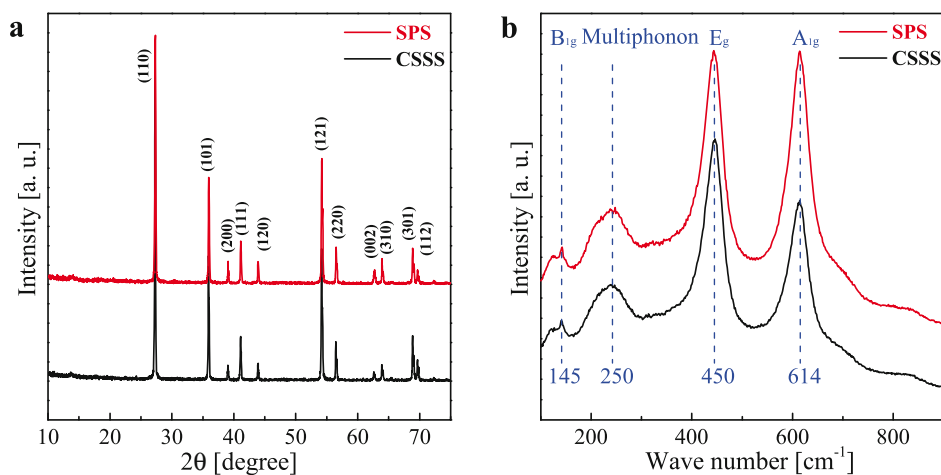 a
SPS
CSSS
(110)
(101)
(200)
(111)
(120)
(121)
(220)
(002)
(310)
(301)
(112)
Intensity [a. u.]
10 20 30 40 50 60 70
2θ [degree]
b
B1g Multiphonon Eg A1g
SPS
CSSS
Intensity [a. u.]
145 250 450 614
200 400 600 800
Wave number [cm-1]